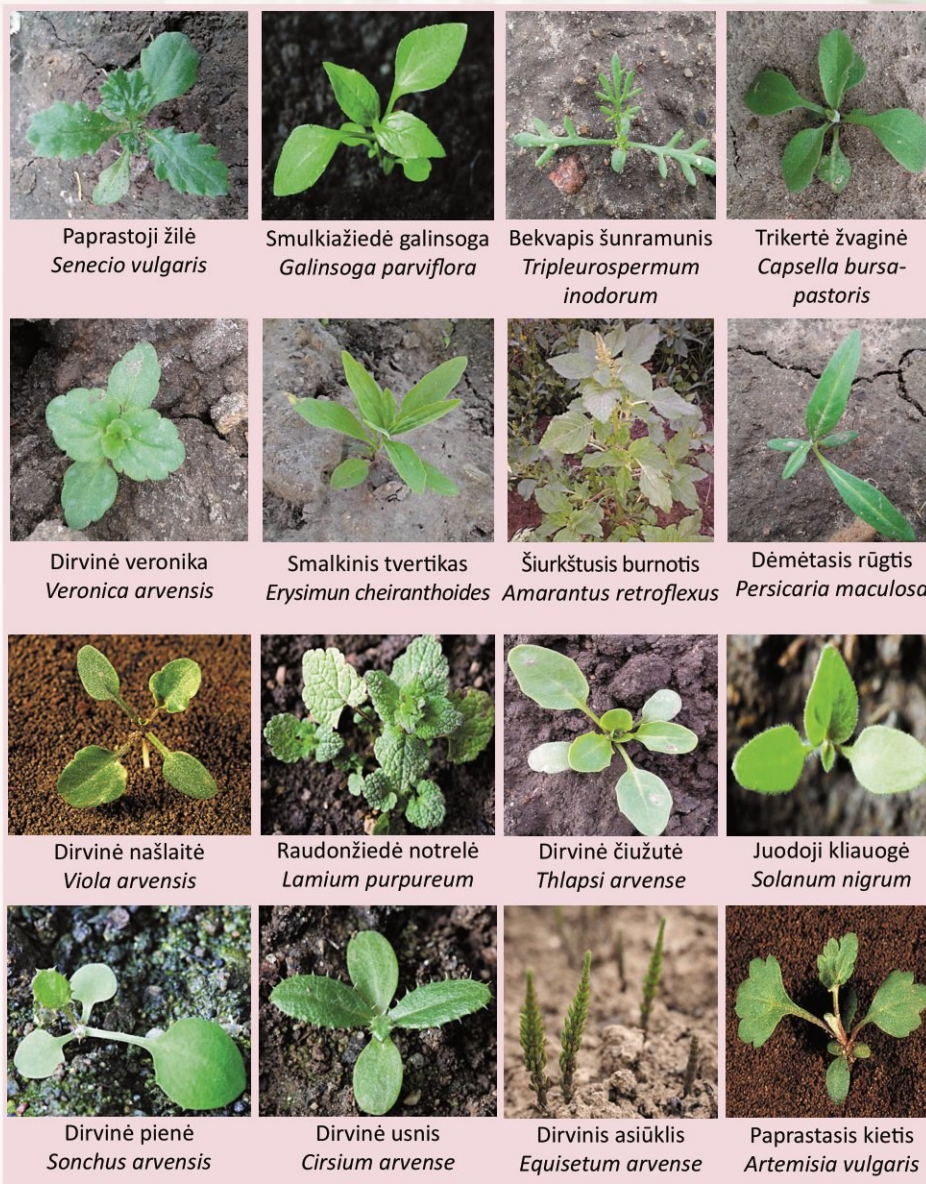 Paprastoji žilė
Senecio vulgaris
Smulkiažiedė galinsoga
Galinsoga parviflora
Bekvapis šunramunis
Tripleurospermum
inodorum
Trikertė žvaginė
Capsella bursa-
pastoris
Dirvinė veronika
Veronica arvensis
Smalkinis tvertikas
Erysimun cheiranthoides
Šiurkštusis burnotis
Amarantus retroflexus
Dėmėtasis rūgtis
Persicaria maculosa
Dirvinė našlaitė
Viola arvensis
Raudonžiedė notrelė
Lamium purpureum
Dirvinė čiužutė
Thlapsi arvense
Juodoji kliauogė
Solanum nigrum
Dirvinė pienė
Sonchus arvensis
Dirvinė usnis
Cirsium arvense
Dirvinis asiūklis
Equisetum arvense
Paprastasis kietis
Artemisia vulgaris